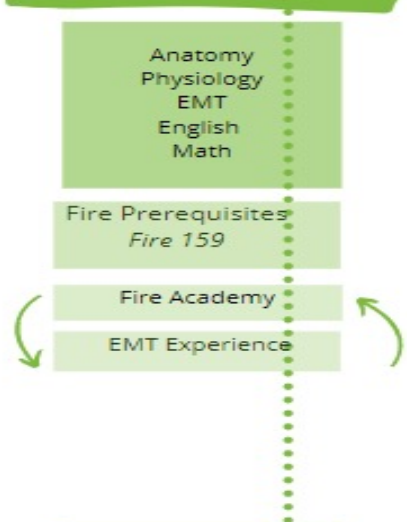 Anatomy
Physiology
EMT
English
Math
Fire Prerequisites
Fire 159
Fire Academy
EMT Experience